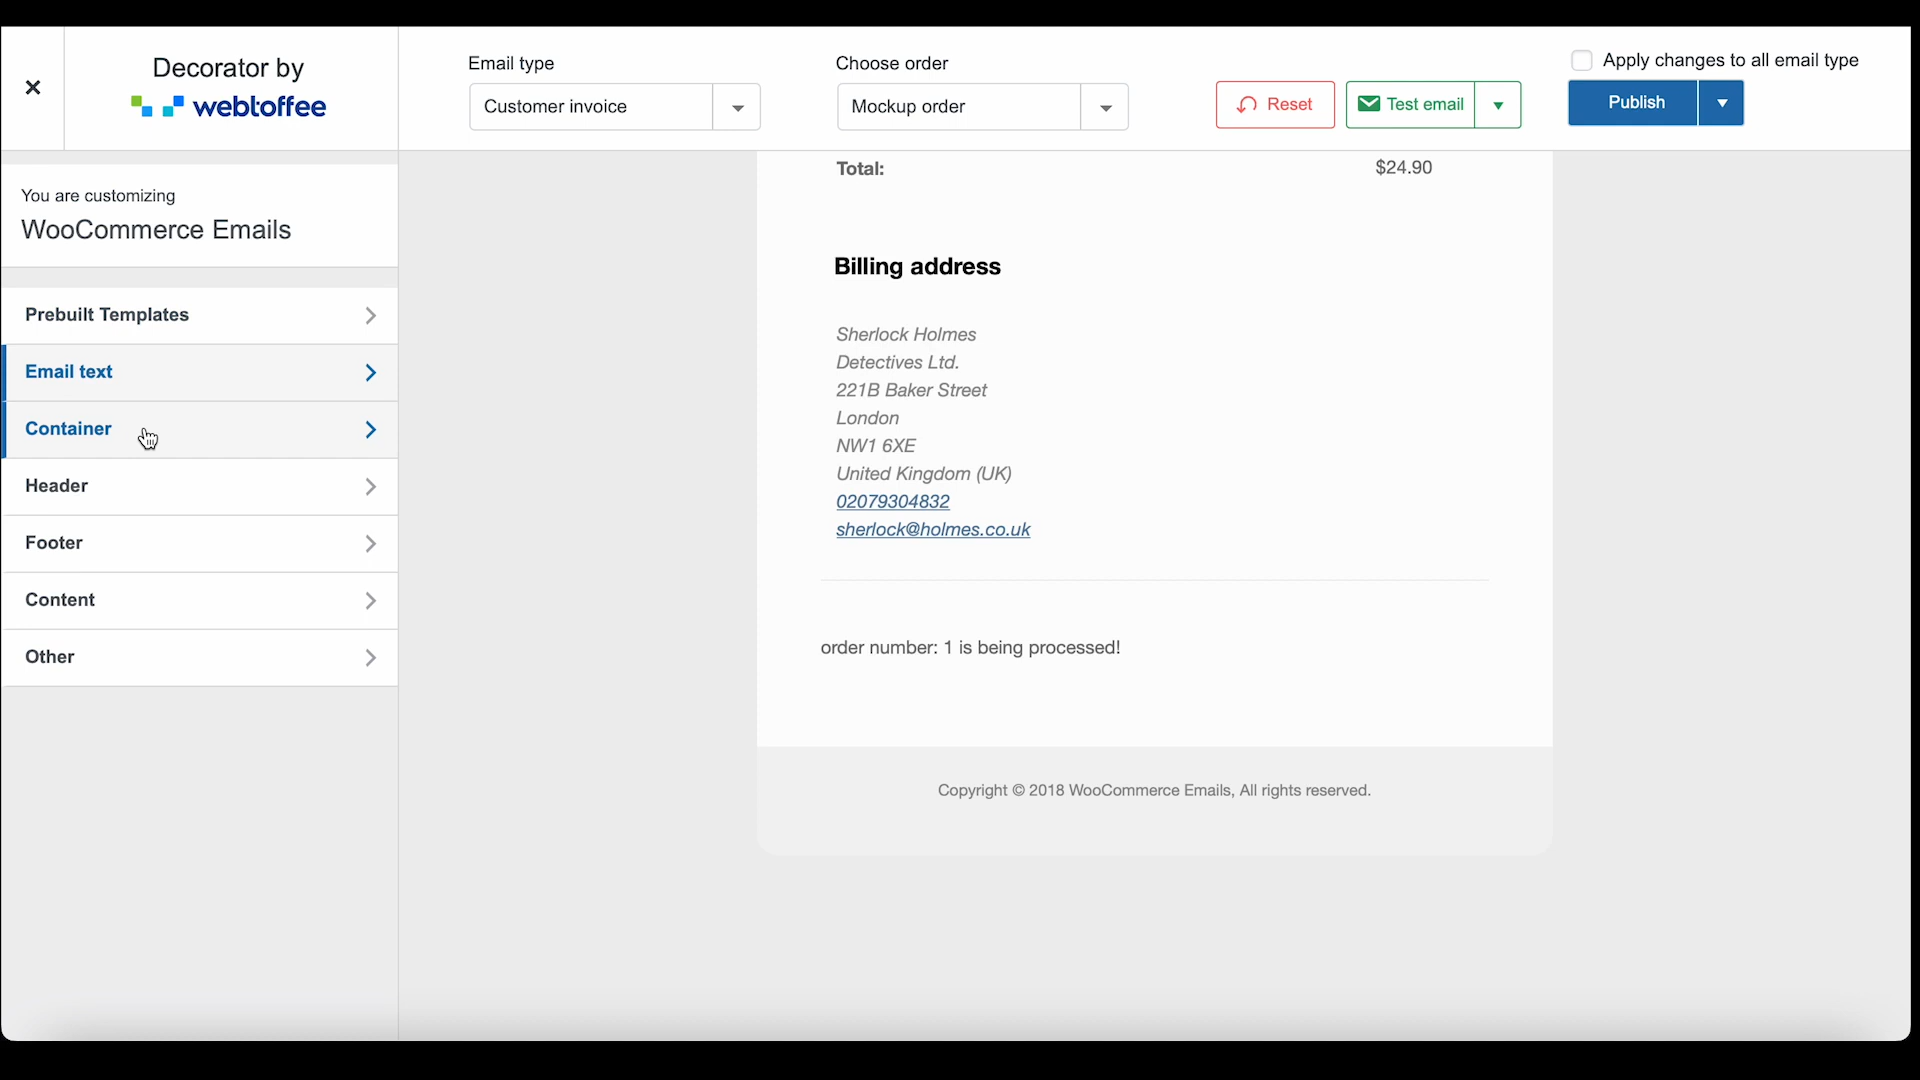 Decorator by
webtoffee
Email type
Customer invoice
Choose order
Mockup order
Reset
Test email
Apply changes to all email type
Publish
You are customizing
WooCommerce Emails
Prebuilt Templates
Email text
Container
Header
Footer
Content
Other
Total: $24.90
Billing address
Sherlock Holmes
Detectives Ltd.
221B Baker Street
London
NW1 6XE
United Kingdom (UK)
02079304832
sherlock@holmes.co.uk
order number: 1 is being processed!
Copyright © 2018 WooCommerce Emails, All rights reserved.